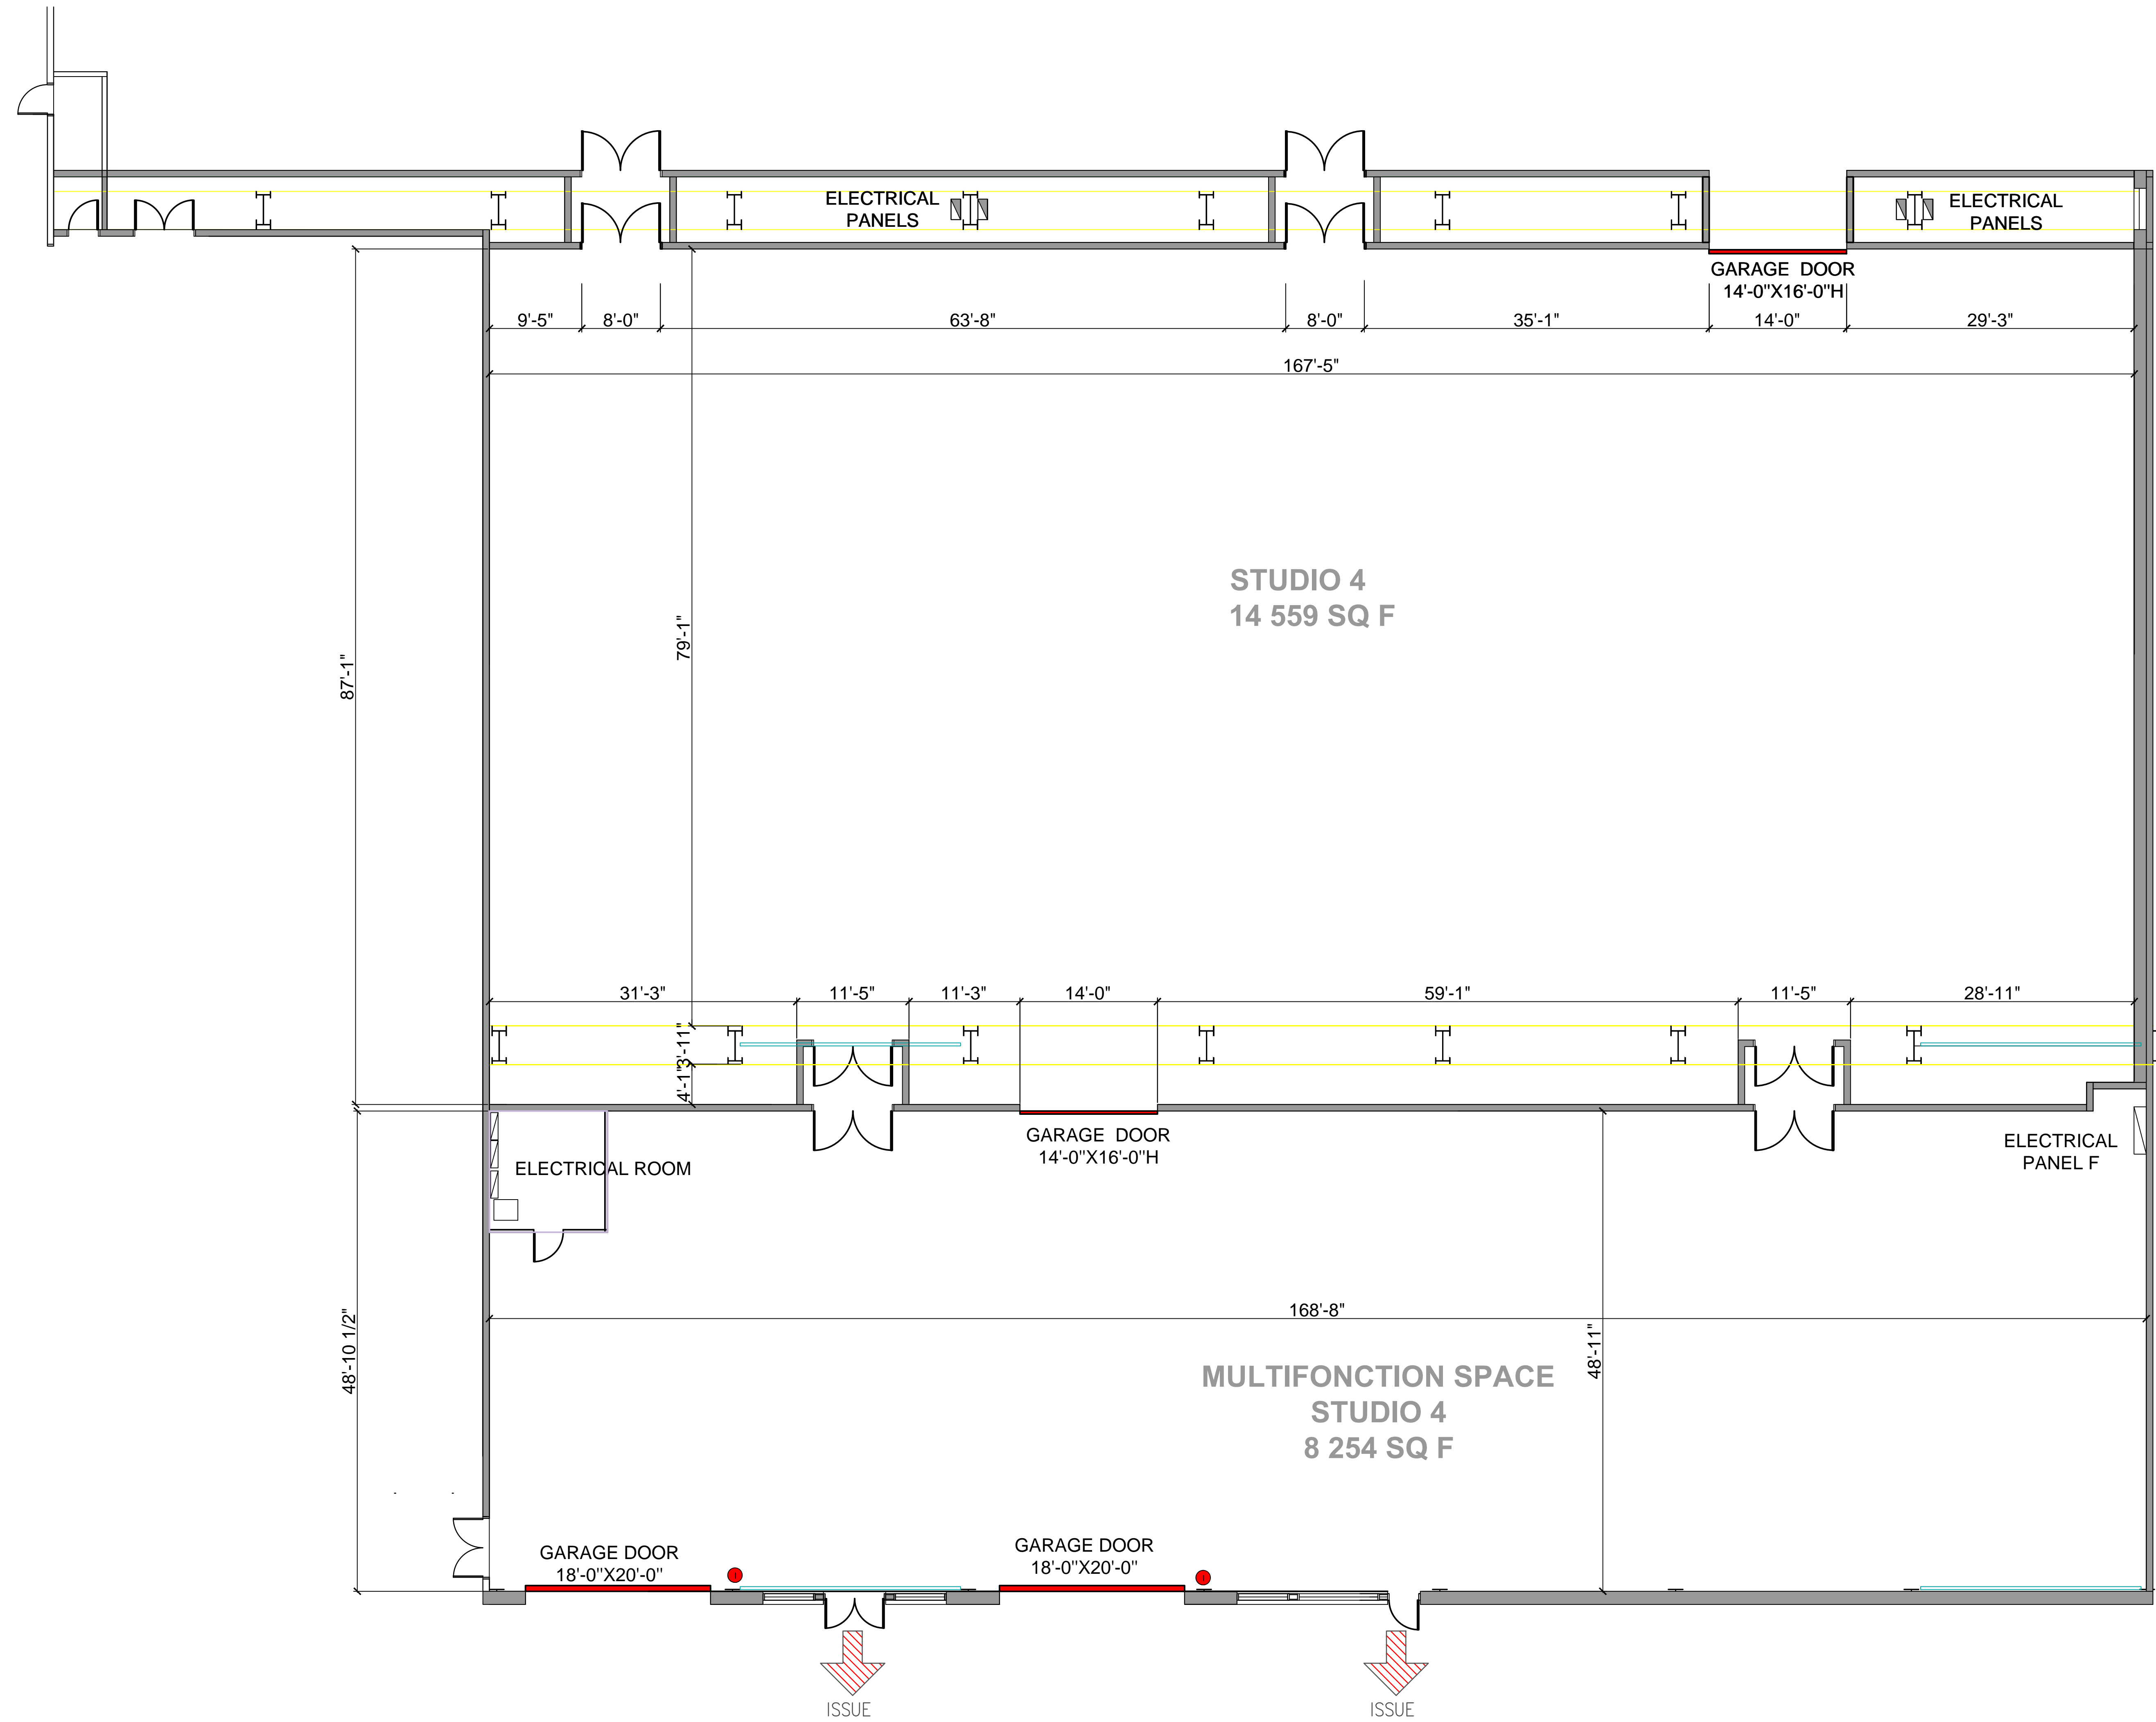 ELECTRICAL
PANELS
ELECTRICAL
PANELS
GARAGE DOOR
14'-0"X16'-0"H
9'-5"
8'-0"
63'-8"
8'-0"
35'-1"
14'-0"
29'-3"
167'-5"
STUDIO 4
14 559 SQ F
79'-1"
87'-1"
31'-3"
11'-5"
11'-3"
14'-0"
59'-1"
11'-5"
28'-11"
3'-11"
4'-1"
GARAGE DOOR
14'-0"X16'-0"H
ELECTRICAL
PANEL F
ELECTRICAL ROOM
168'-8"
48'-10 1/2"
48'-11"
MULTIFONCTION SPACE
STUDIO 4
8 254 SQ F
GARAGE DOOR
18'-0"X20'-0"
GARAGE DOOR
18'-0"X20'-0"
ISSUE
ISSUE